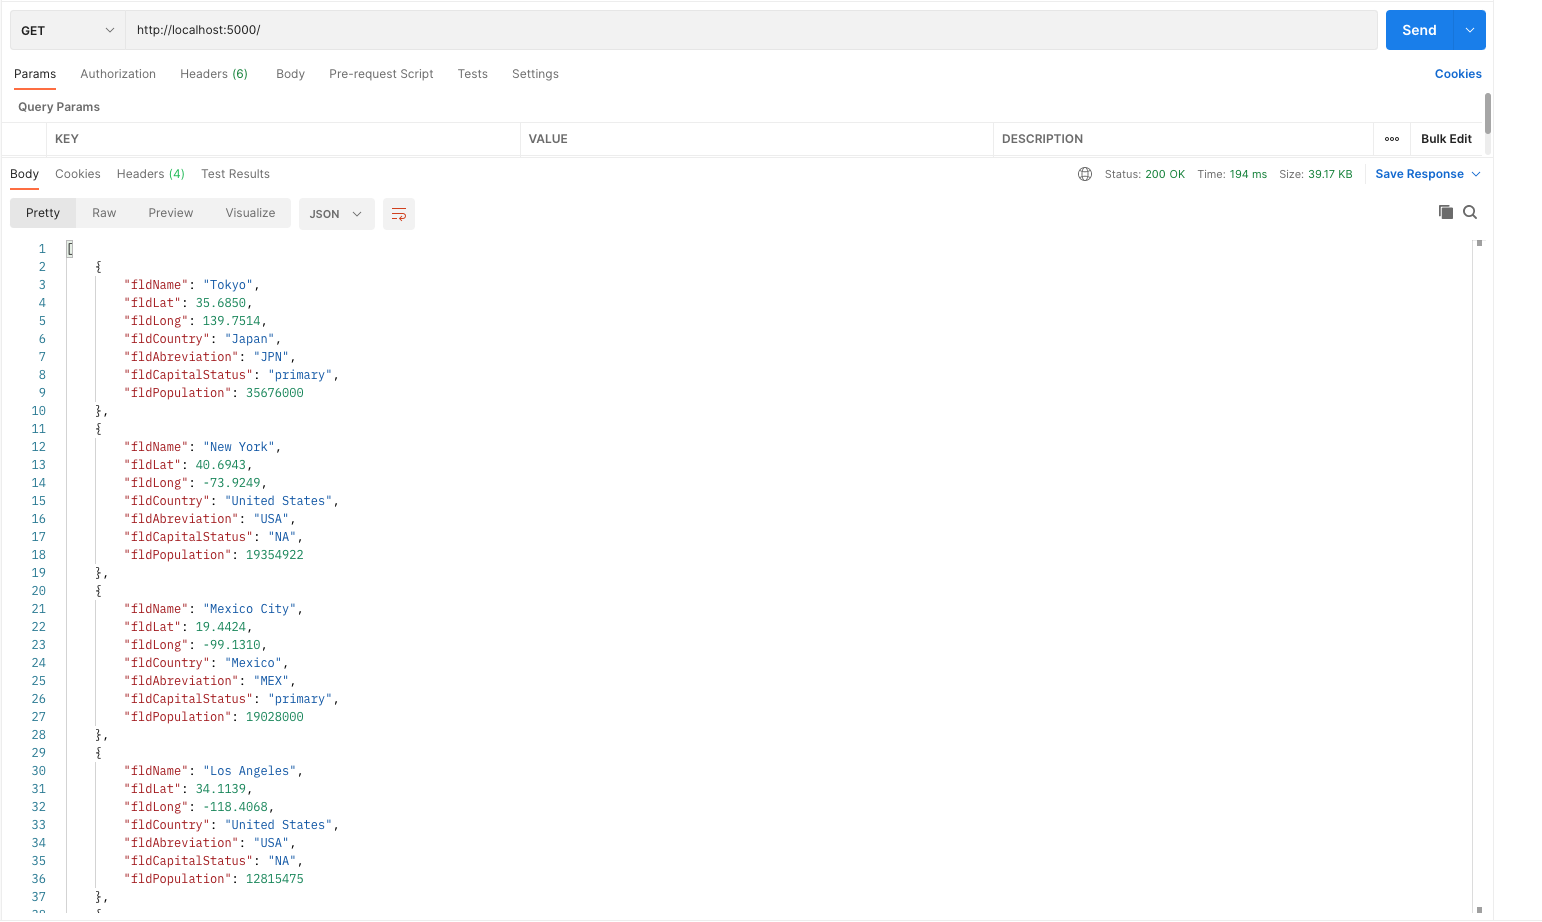 GET http://localhost:5000/ Send
Params Authorization Headers (6) Body Pre-request Script Tests Settings Cookies
Query Params
KEY VALUE DESCRIPTION Bulk Edit
Body Cookies Headers (4) Test Results Status: 200 OK Time: 194 ms Size: 39.17 KB Save Response
Pretty Raw Preview Visualize JSON
1 [
2 {
3 "fldName": "Tokyo",
4 "fldLat": 35.6850,
5 "fldLong": 139.7514,
6 "fldCountry": "Japan",
7 "fldAbreviation": "JPN",
8 "fldCapitalStatus": "primary",
9 "fldPopulation": 35676000
10 },
11 {
12 "fldName": "New York",
13 "fldLat": 40.6943,
14 "fldLong": -73.9249,
15 "fldCountry": "United States",
16 "fldAbreviation": "USA",
17 "fldCapitalStatus": "NA",
18 "fldPopulation": 19354922
19 },
20 {
21 "fldName": "Mexico City",
22 "fldLat": 19.4424,
23 "fldLong": -99.1310,
24 "fldCountry": "Mexico",
25 "fldAbreviation": "MEX",
26 "fldCapitalStatus": "primary",
27 "fldPopulation": 19028000
28 },
29 {
30 "fldName": "Los Angeles",
31 "fldLat": 34.1139,
32 "fldLong": -118.4068,
33 "fldCountry": "United States",
34 "fldAbreviation": "USA",
35 "fldCapitalStatus": "NA",
36 "fldPopulation": 12815475
37 },
38 {